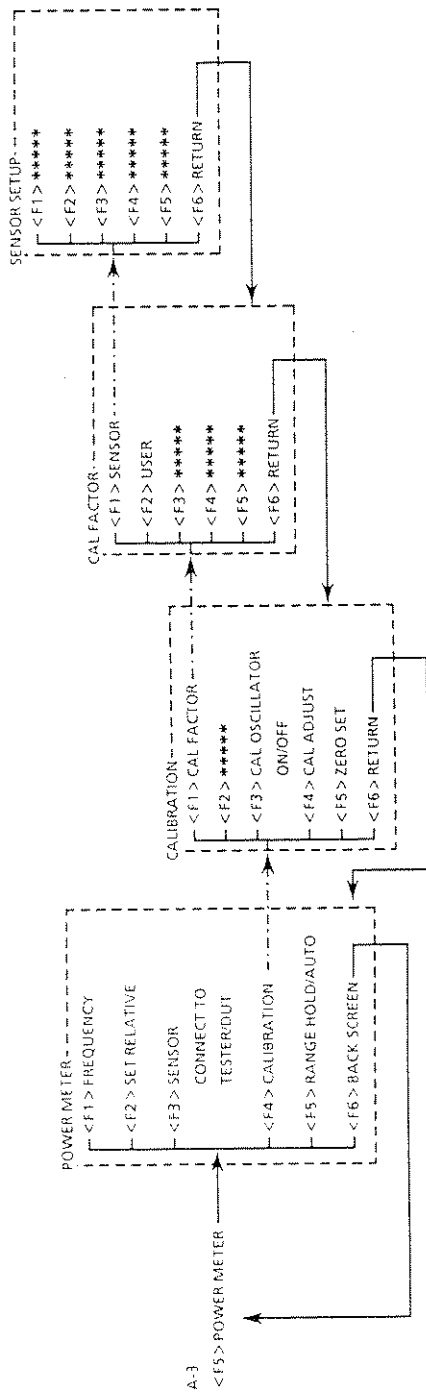 A-3
<F5> POWER METER
POWER METER
<F1> FREQUENCY
<F2> SET RELATIVE
<F3> SENSOR
CONNECT TO
TESTER/DUT
<F4> CALIBRATION
<F5> RANGE HOLD/AUTO
<F6> BACK SCREEN
CALIBRATION
<F1> CAL FACTOR
<F2> *****
<F3> CAL OSCILLATOR
ON/OFF
<F4> CAL ADJUST
<F5> ZERO SET
<F6> RETURN
CAL FACTOR
<F1> SENSOR
<F2> USER
<F3> *****
<F4> *****
<F5> *****
<F6> RETURN
SENSOR SETUP
<F1> *****
<F2> *****
<F3> *****
<F4> *****
<F5> *****
<F6> RETURN